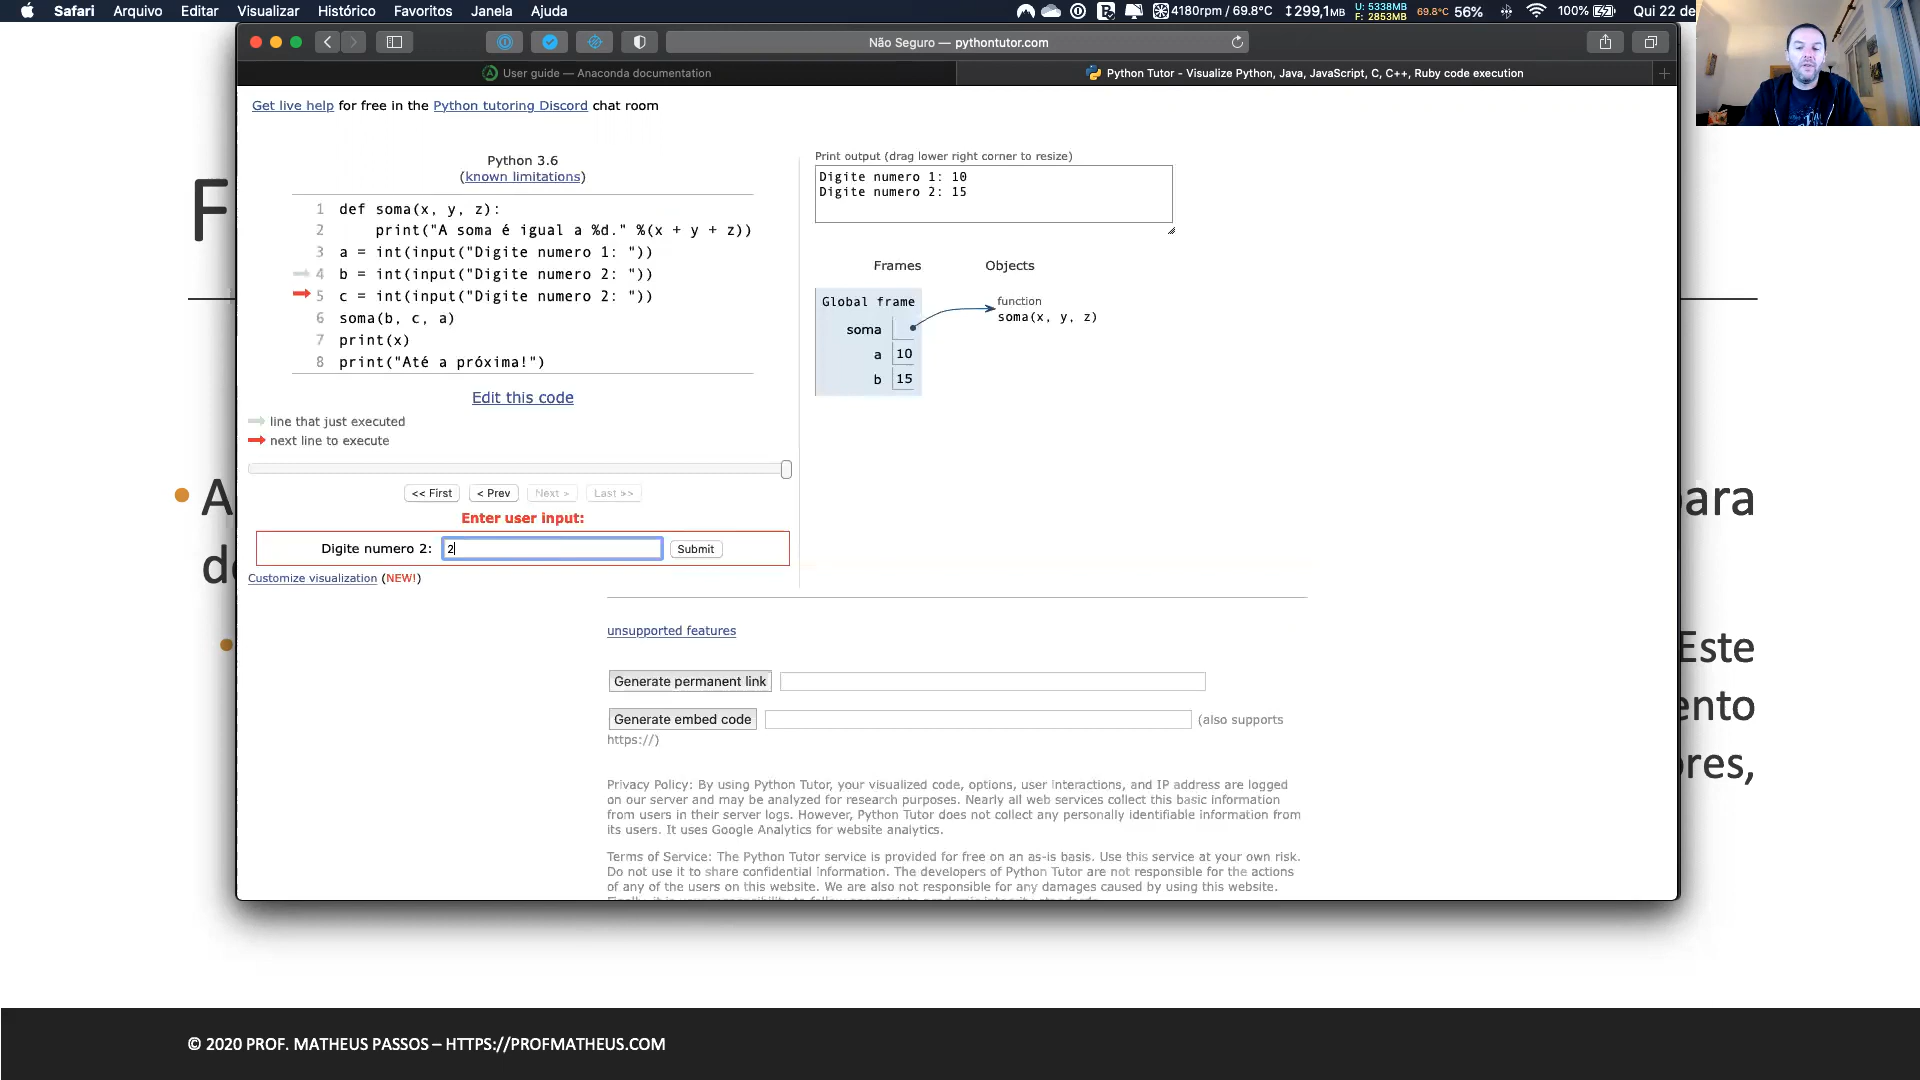 Safari Arquivo Editar Visualizar Histórico Favoritos Janela Ajuda 4180rpm / 69.8°C 299,1MB U: 5338MB F: 2853MB 69.8°C 56% 100% Qui 22 de
Não Seguro — pythontutor.com
User guide — Anaconda documentation
Python Tutor - Visualize Python, Java, JavaScript, C, C++, Ruby code execution
Get live help for free in the Python tutoring Discord chat room
Python 3.6
(known limitations)
1 def soma(x, y, z):
2 print("A soma é igual a %d." %(x + y + z))
3 a = int(input("Digite numero 1: "))
4 b = int(input("Digite numero 2: "))
5 c = int(input("Digite numero 2: "))
6 soma(b, c, a)
7 print(x)
8 print("Até a próxima!")
Edit this code
line that just executed
next line to execute
<< First < Prev Next > Last >>
Enter user input:
Digite numero 2: 2 Submit
Customize visualization (NEW!)
Print output (drag lower right corner to resize)
Digite numero 1: 10
Digite numero 2: 15
Frames Objects
Global frame
soma
a 10
b 15
function
soma(x, y, z)
unsupported features
Generate permanent link
Generate embed code (also supports
https://)
Privacy Policy: By using Python Tutor, your visualized code, options, user interactions, and IP address are logged
on our server and may be analyzed for research purposes. Nearly all web services collect this basic information
from users in their server logs. However, Python Tutor does not collect any personally identifiable information from
its users. It uses Google Analytics for website analytics.
Terms of Service: The Python Tutor service is provided for free on an as-is basis. Use this service at your own risk.
Do not use it to share confidential information. The developers of Python Tutor are not responsible for the actions
of any of the users on this website. We are also not responsible for any damages caused by using this website.
F
A
para
d
Este
ento
ores,
© 2020 PROF. MATHEUS PASSOS – HTTPS://PROFMATHEUS.COM